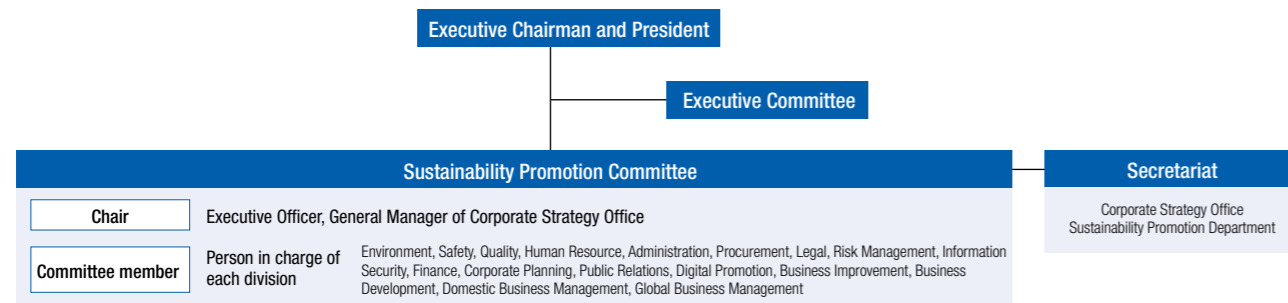 Executive Chairman and President
Executive Committee
Sustainability Promotion Committee
Secretariat
Chair
Executive Officer, General Manager of Corporate Strategy Office
Corporate Strategy Office
Sustainability Promotion Department
Committee member
Person in charge of
each division
Environment, Safety, Quality, Human Resource, Administration, Procurement, Legal, Risk Management, Information
Security, Finance, Corporate Planning, Public Relations, Digital Promotion, Business Improvement, Business
Development, Domestic Business Management, Global Business Management